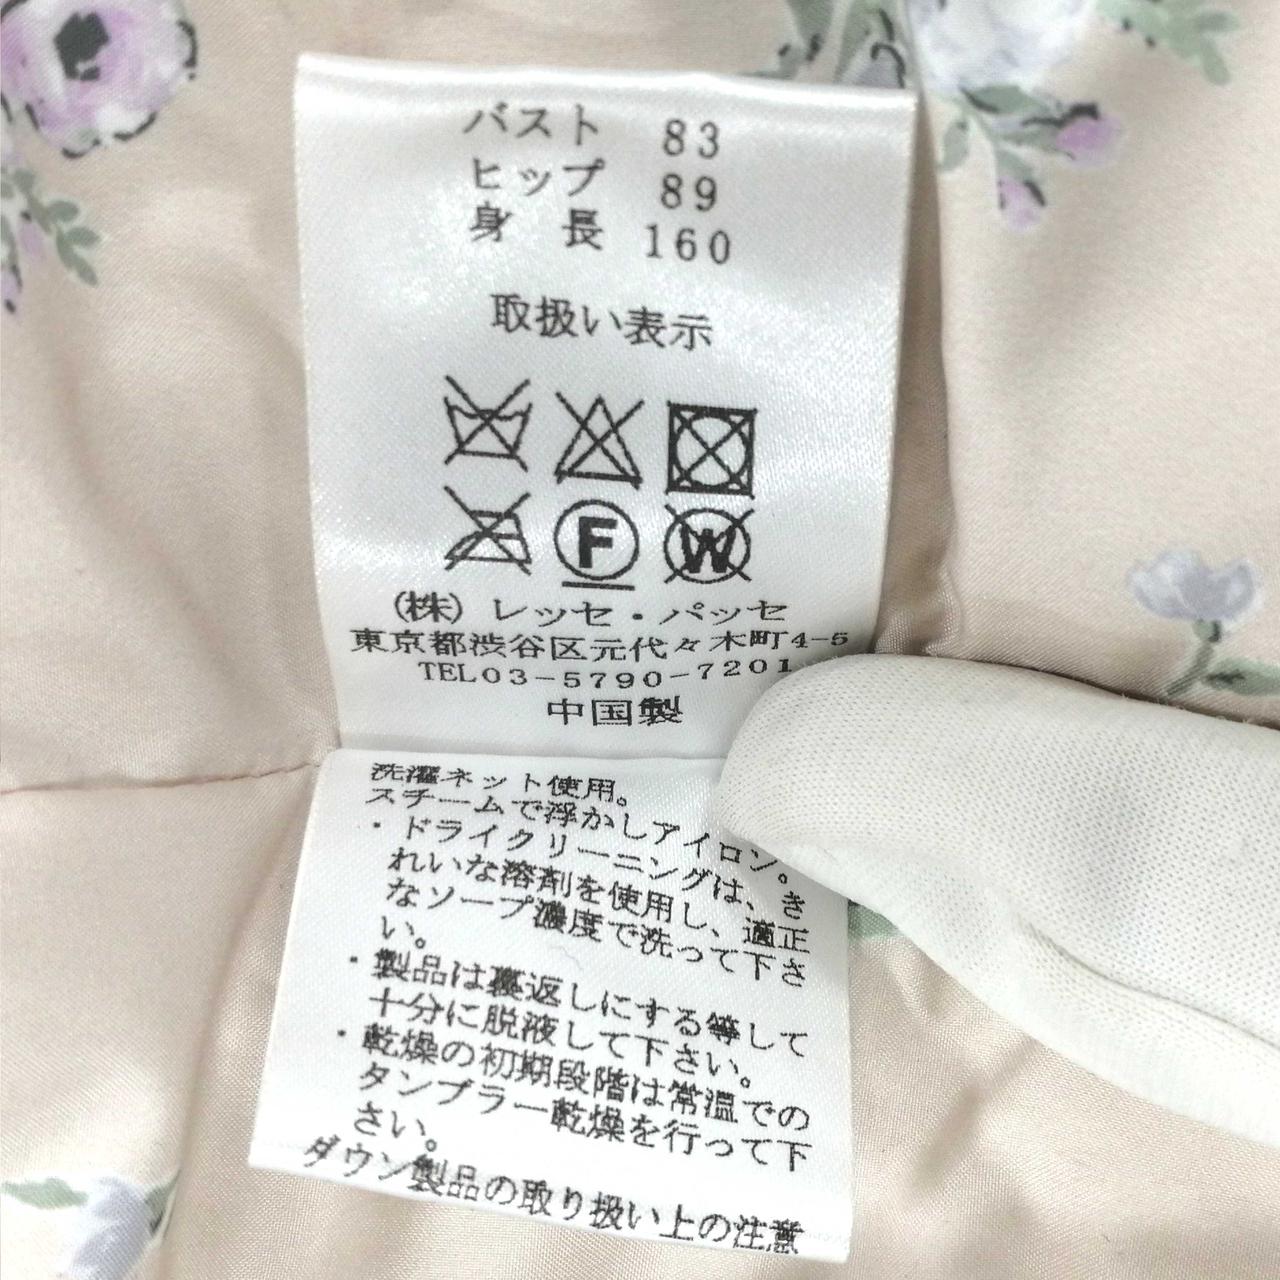 バスト 83
ヒップ 89
身 長 160
取扱い表示
F
W
(株) レッセ・パッセ
東京都渋谷区元代々木町4-5
TEL03-5790-7201
中国製
洗濯ネット使用。
スチームで浮かしアイロン。
・ドライクリーニングは、き
れいな溶剤を使用し、適正
なソープ濃度で洗って下さ
い。
・製品は裏返しにする等して
十分に脱液して下さい。
・乾燥の初期段階は常温での
タンブラー乾燥を行って下
さい。
ダウン製品の取り扱い上の注意